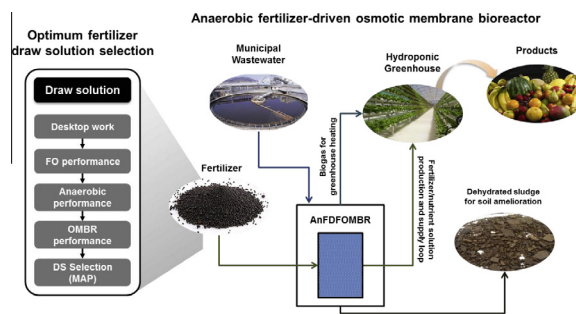 Anaerobic fertilizer-driven osmotic membrane bioreactor
Optimum fertilizer
draw solution selection
Draw solution
Desktop work
FO performance
Anaerobic
performance
OMBR
performance
DS Selection
(MAP)
Municipal
Wastewater
Fertilizer
Biogas for
greenhouse heating
AnFDFOMBR
Hydroponic
Greenhouse
Fertilizer/nutrient solution
production and supply
loop
Products
Dehydrated sludge
for soil amelioration